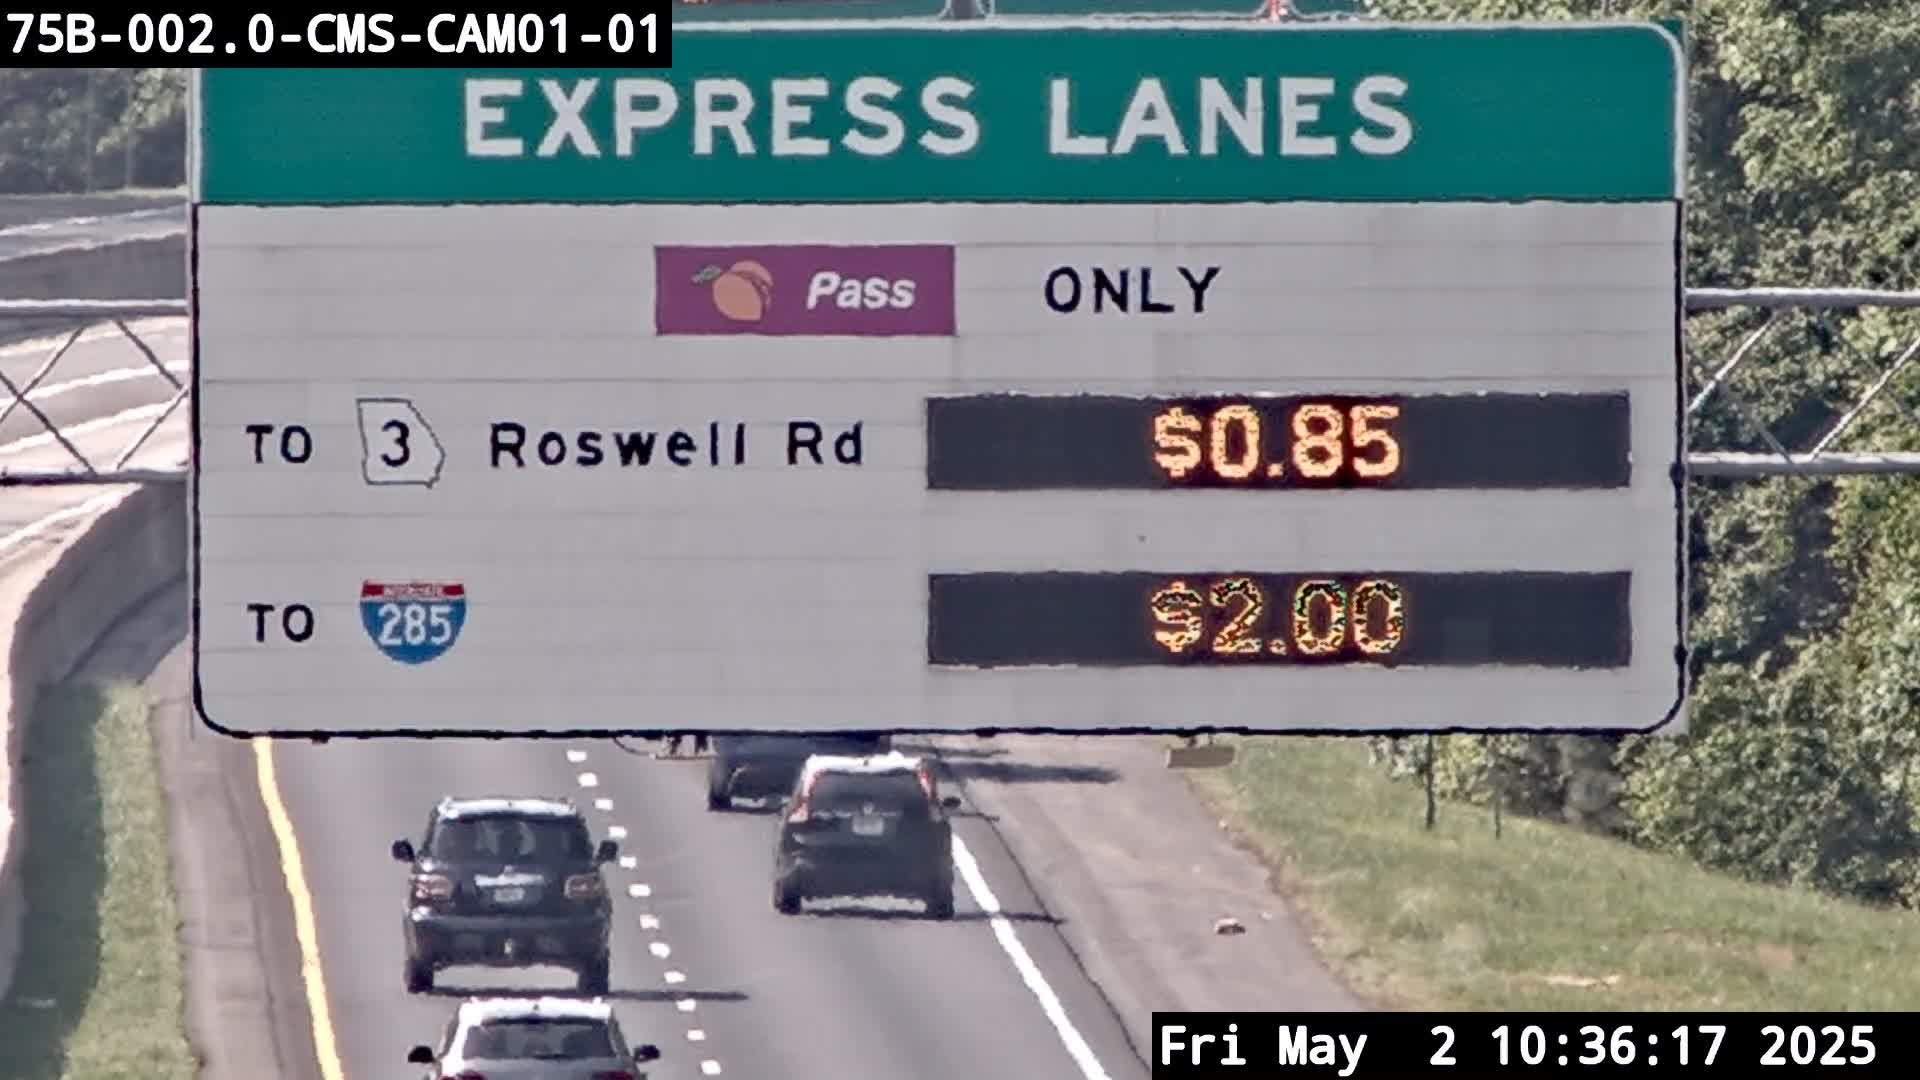 75B-002.0-CMS-CAM01-01
EXPRESS LANES
Pass ONLY
TO 3 Roswell Rd $0.85
INTERSTATE
TO 285 $2.00
Fri May 2 10:36:17 2025